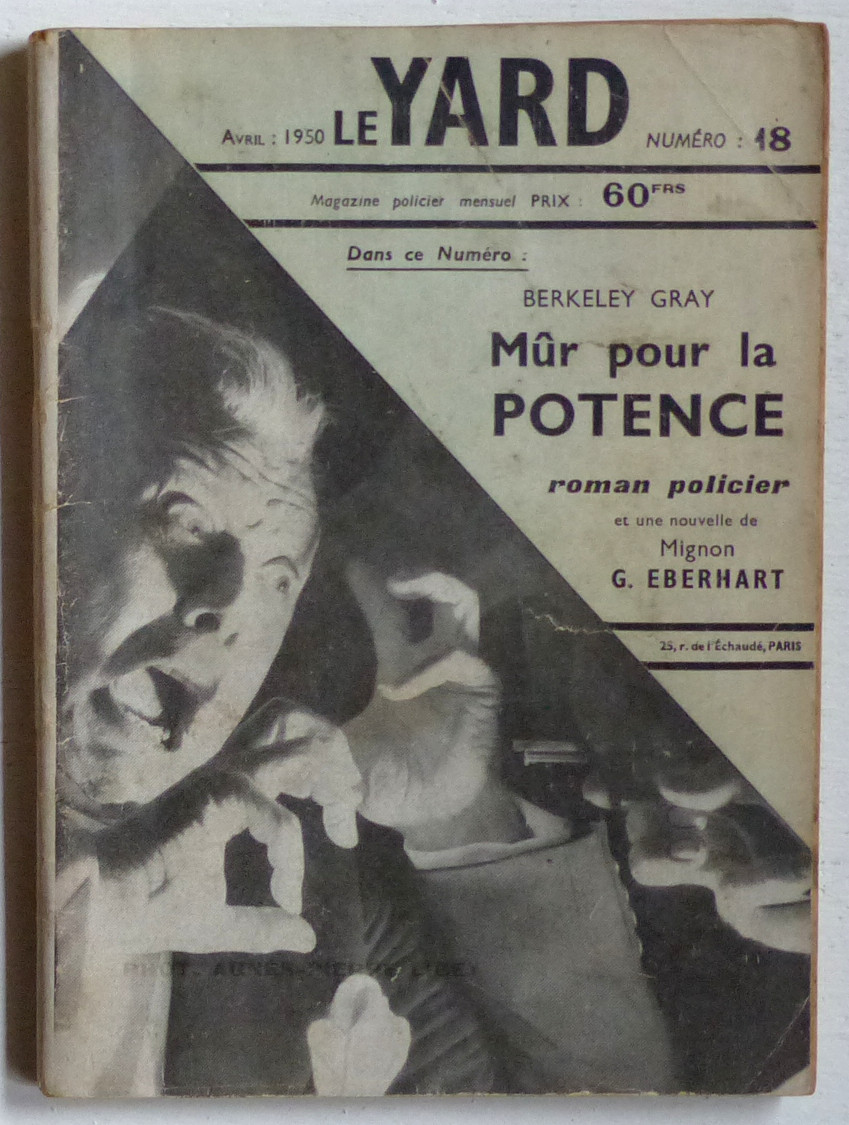 Avril : 1950 LE YARD NUMÉRO : 18
Magazine policier mensuel PRIX : 60 FRS
Dans ce Numéro :
BERKELEY GRAY
Mûr pour la
POTENCE
roman policier
et une nouvelle de
Mignon
G. EBERHART
25, r. de l'Échaudé, PARIS
PHOT.